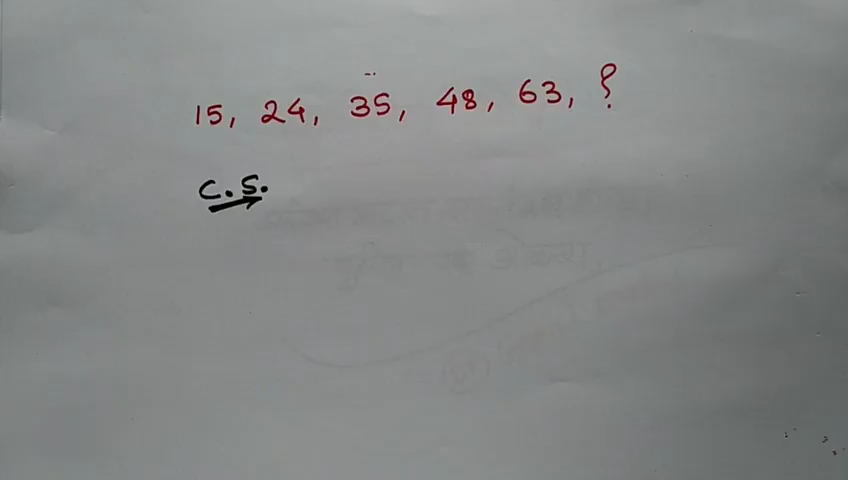 15, 24, 35, 48, 63, ?
C.S.